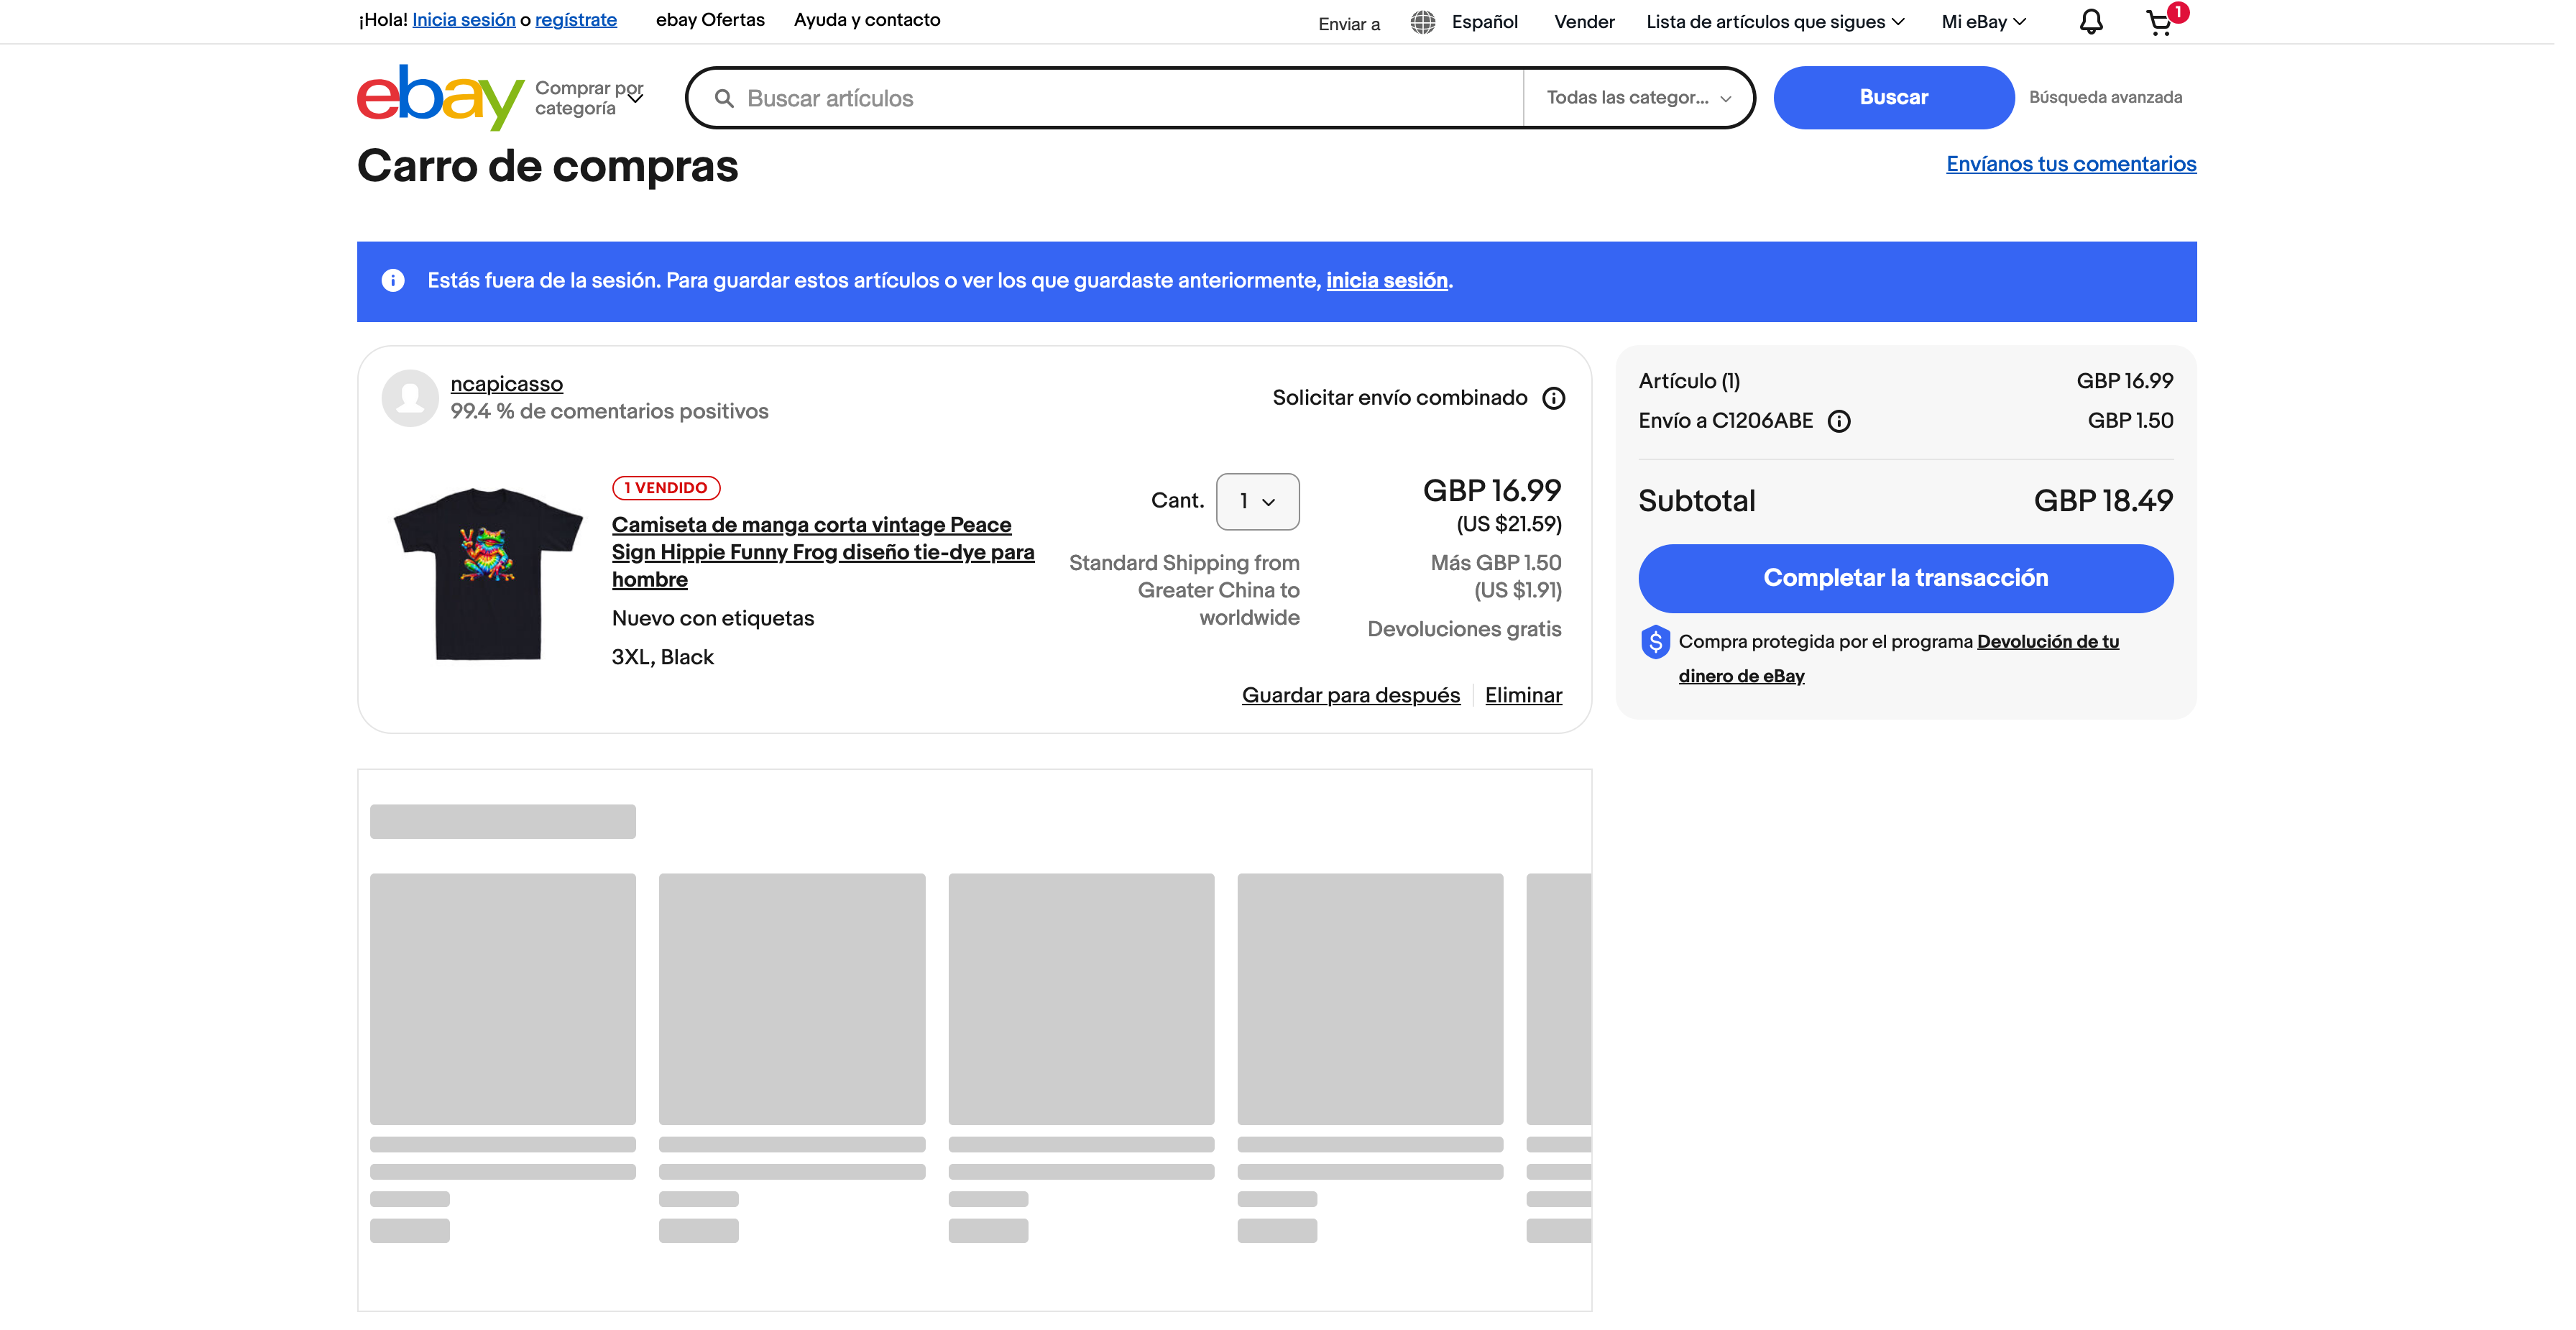 ¡Hola! Inicia sesión o regístrate ebay Ofertas Ayuda y contacto Enviar a Español Vender Lista de artículos que sigues Mi eBay 1
ebay Comprar por categoría Buscar artículos Todas las categor... Buscar Búsqueda avanzada
Carro de compras Envíanos tus comentarios
Estás fuera de la sesión. Para guardar estos artículos o ver los que guardaste anteriormente, inicia sesión.
ncapicasso
99.4 % de comentarios positivos
Solicitar envío combinado
1 VENDIDO
Camiseta de manga corta vintage Peace
Sign Hippie Funny Frog diseño tie-dye para
hombre
Nuevo con etiquetas
3XL, Black
Cant. 1
Standard Shipping from
Greater China to
worldwide
GBP 16.99
(US $21.59)
Más GBP 1.50
(US $1.91)
Devoluciones gratis
Guardar para después Eliminar
Artículo (1) GBP 16.99
Envío a C1206ABE GBP 1.50
Subtotal GBP 18.49
Completar la transacción
Compra protegida por el programa Devolución de tu
dinero de eBay